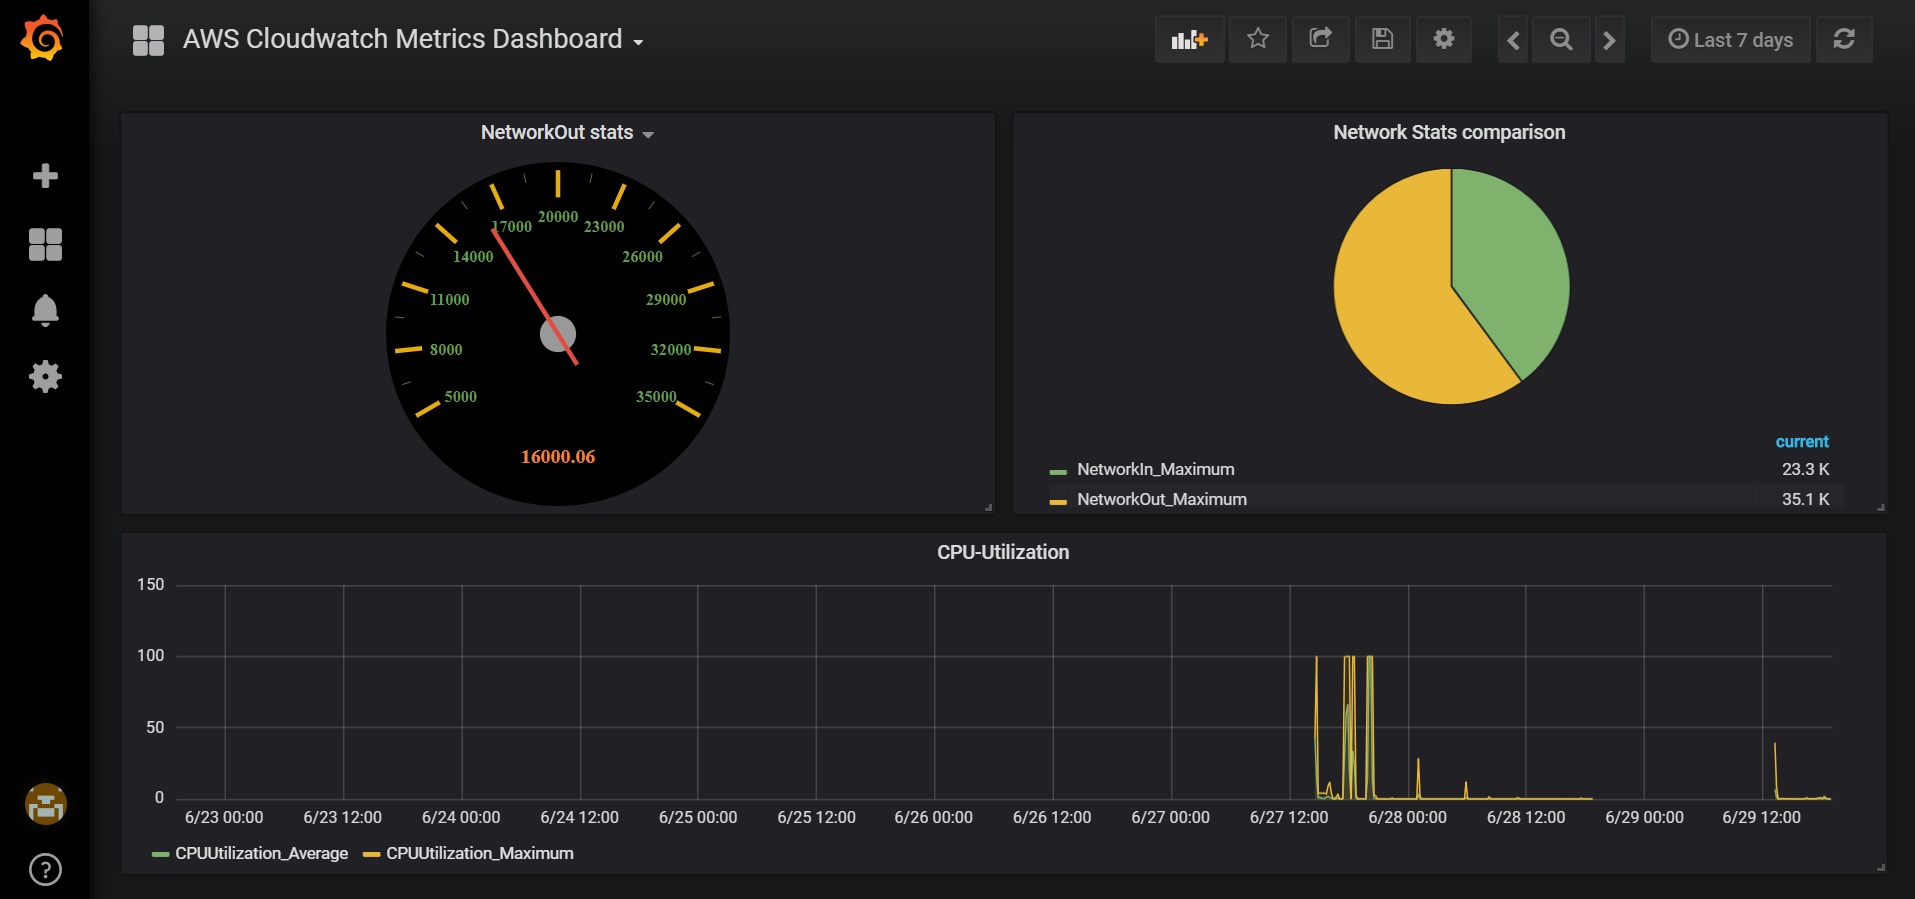 AWS Cloudwatch Metrics Dashboard
Last 7 days
NetworkOut stats
20000
17000 23000
14000 26000
11000 29000
8000 32000
5000 35000
16000.06
Network Stats comparison
current
NetworkIn_Maximum 23.3 K
NetworkOut_Maximum 35.1 K
CPU-Utilization
150
100
50
0
6/23 00:00 6/23 12:00 6/24 00:00 6/24 12:00 6/25 00:00 6/25 12:00 6/26 00:00 6/26 12:00 6/27 00:00 6/27 12:00 6/28 00:00 6/28 12:00 6/29 00:00 6/29 12:00
CPUUtilization_Average CPUUtilization_Maximum
?